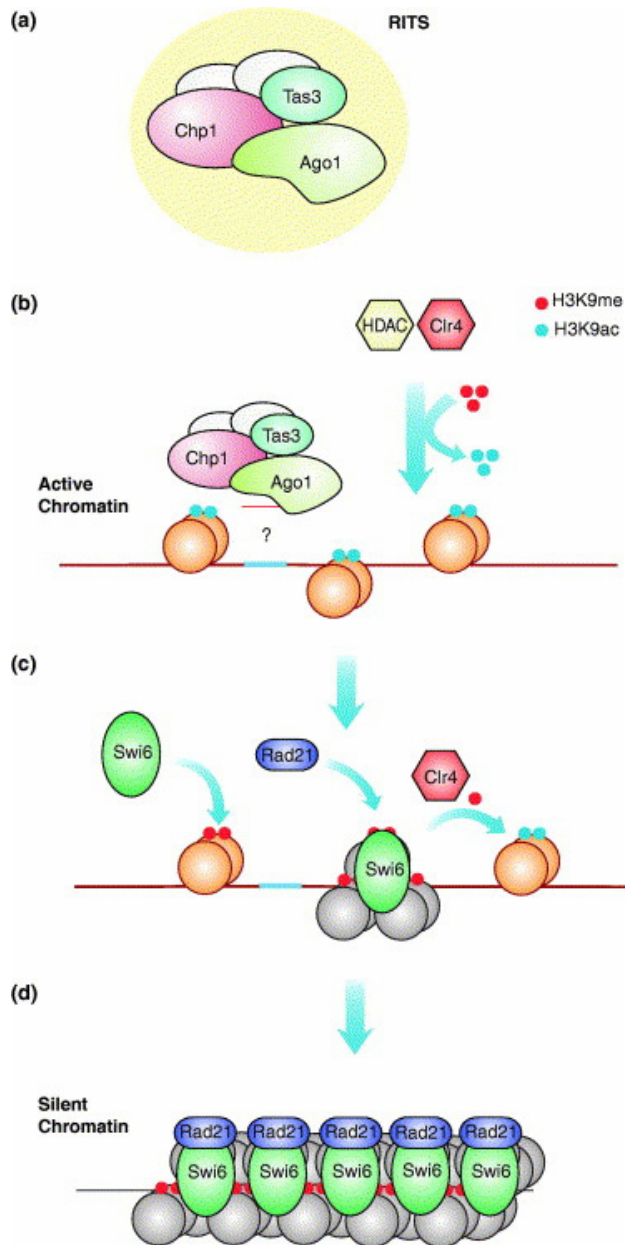 (a)
RITS
Tas3
Chp1
Ago1
(b)
HDAC Clr4
H3K9me
H3K9ac
Tas3
Chp1
Ago1
Active
Chromatin
?
(c)
Swi6
Rad21
Clr4
Swi6
(d)
Silent
Chromatin
Rad21 Rad21 Rad21 Rad21 Rad21
Swi6 Swi6 Swi6 Swi6 Swi6